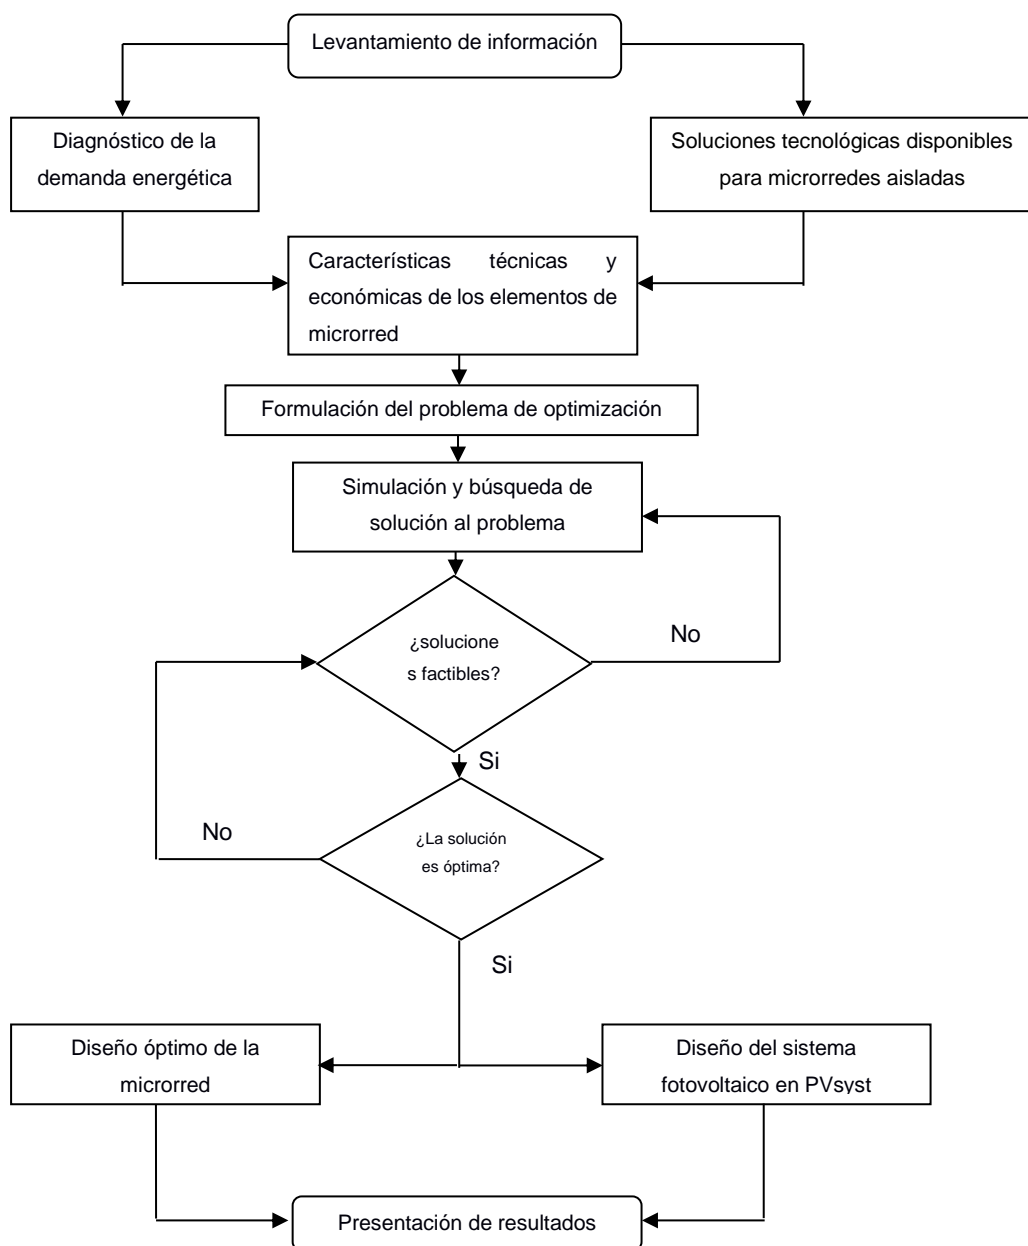 Levantamiento de información
Diagnóstico de la
demanda energética
Soluciones tecnológicas disponibles
para microrredes aisladas
Características técnicas y
económicas de los elementos de
microrred
Formulación del problema de optimización
Simulación y búsqueda de
solución al problema
¿solucione
s factibles?
No
Si
¿La solución
es óptima?
No
Si
Diseño óptimo de la
microrred
Diseño del sistema
fotovoltaico en PVsyst
Presentación de resultados